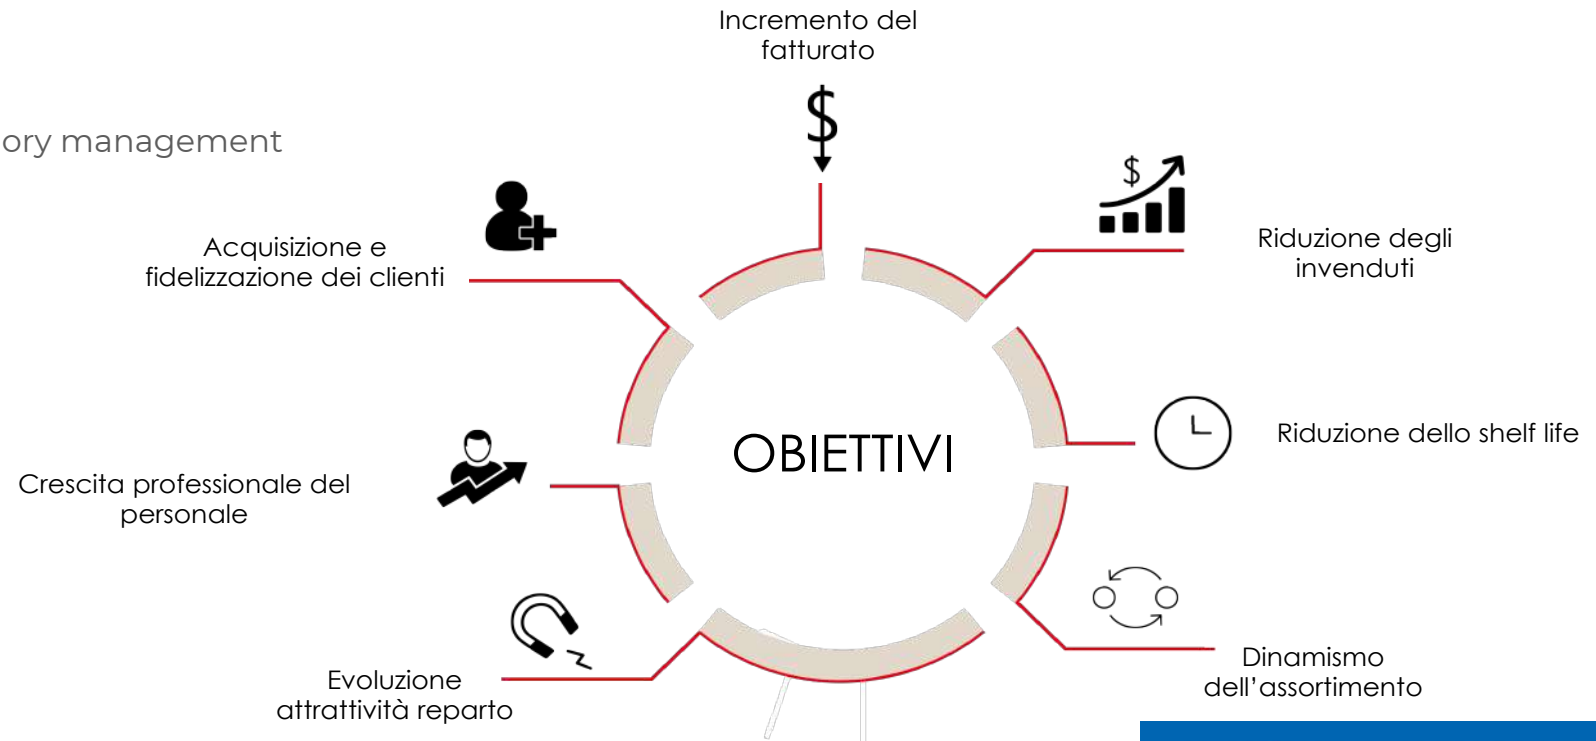 Incremento del
fatturato
ory management
Acquisizione e
fidelizzazione dei clienti
Riduzione degli
invenduti
OBIETTIVI
Riduzione dello shelf life
Crescita professionale del
personale
Evoluzione
attrattività reparto
Dinamismo
dell'assortimento